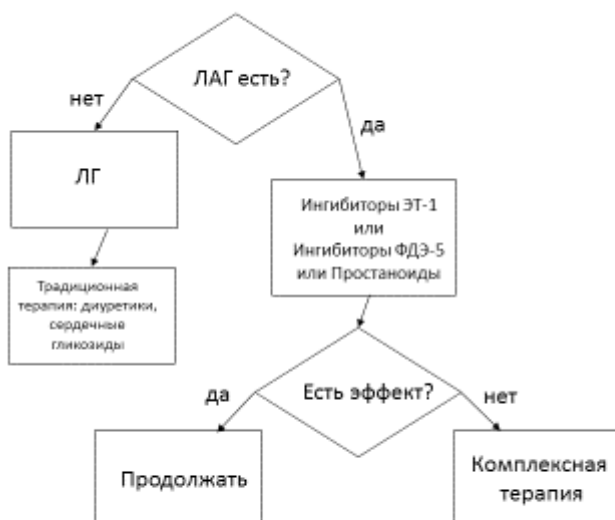 ЛАГ есть?
нет
да
ЛГ
Ингибиторы ЭТ-1
или
Ингибиторы ФДЭ-5
или Простаноиды
Традиционная
терапия: диуретики,
сердечные
гликозиды
Есть эффект?
да
нет
Продолжать
Комплексная
терапия